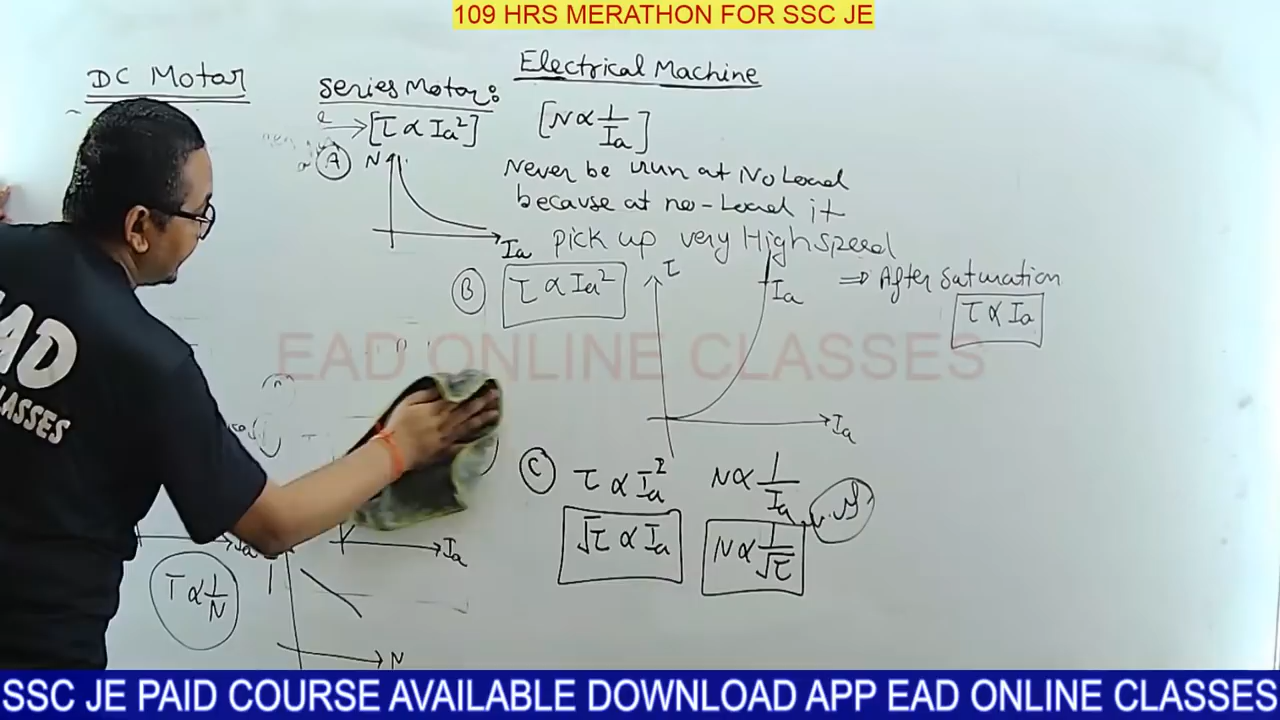 109 HRS MERATHON FOR SSC JE
Electrical Machine
DC Motor
Series Motor:
[τ ∝ Ia²] [N ∝ 1/Ia]
A N
Never be run at No Load
because at no-Load it
Ia pick up very High speed
B τ ∝ Ia² τ Ia ⇒ After Saturation
τ ∝ Ia
EAD ONLINE CLASSES
EAD
CLASSES
Ia
C τ ∝ Ia² N ∝ 1/Ia
√τ ∝ Ia N ∝ 1/√τ
Ia Ia
T ∝ 1/N
N
SSC JE PAID COURSE AVAILABLE DOWNLOAD APP EAD ONLINE CLASSES